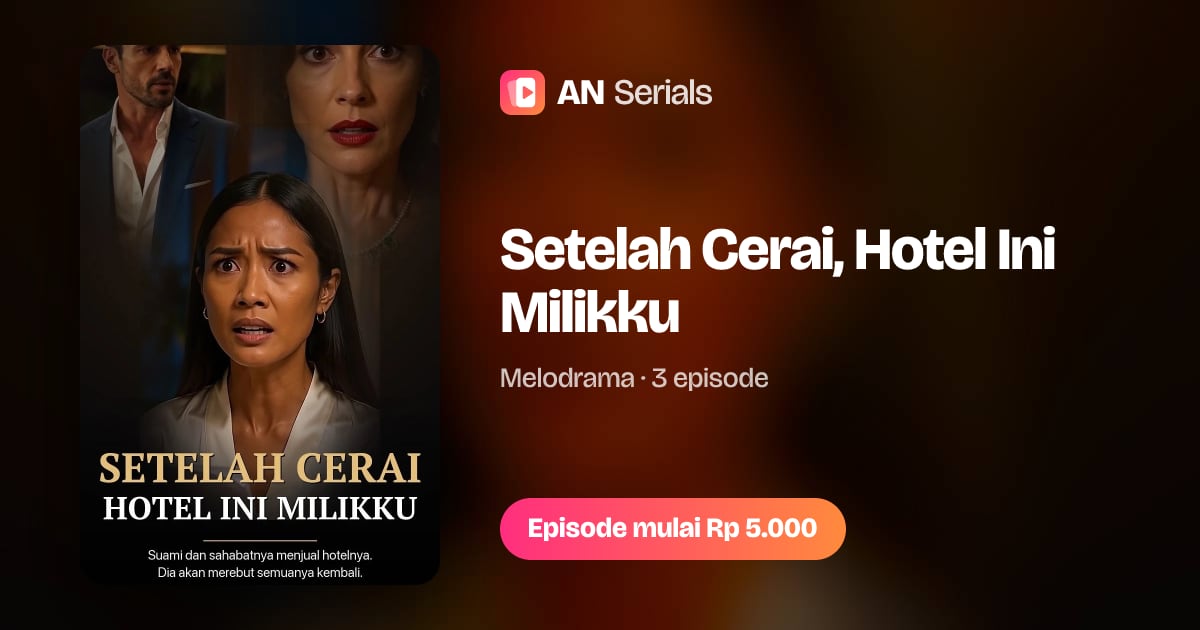 AN Serials
Setelah Cerai, Hotel Ini
Milikku
Melodrama · 3 episode
Episode mulai Rp 5.000
SETELAH CERAI
HOTEL INI MILIKKU
Suami dan sahabatnya menjual hotelnya.
Dia akan merebut semuanya kembali.